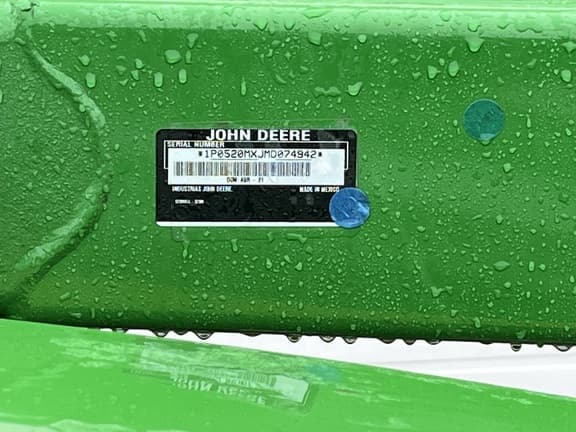 JOHN DEERE
SERIAL NUMBER
*1P0520MXJMD074942*
INDUSTRIAS JOHN DEERE
MADE IN MEXICO